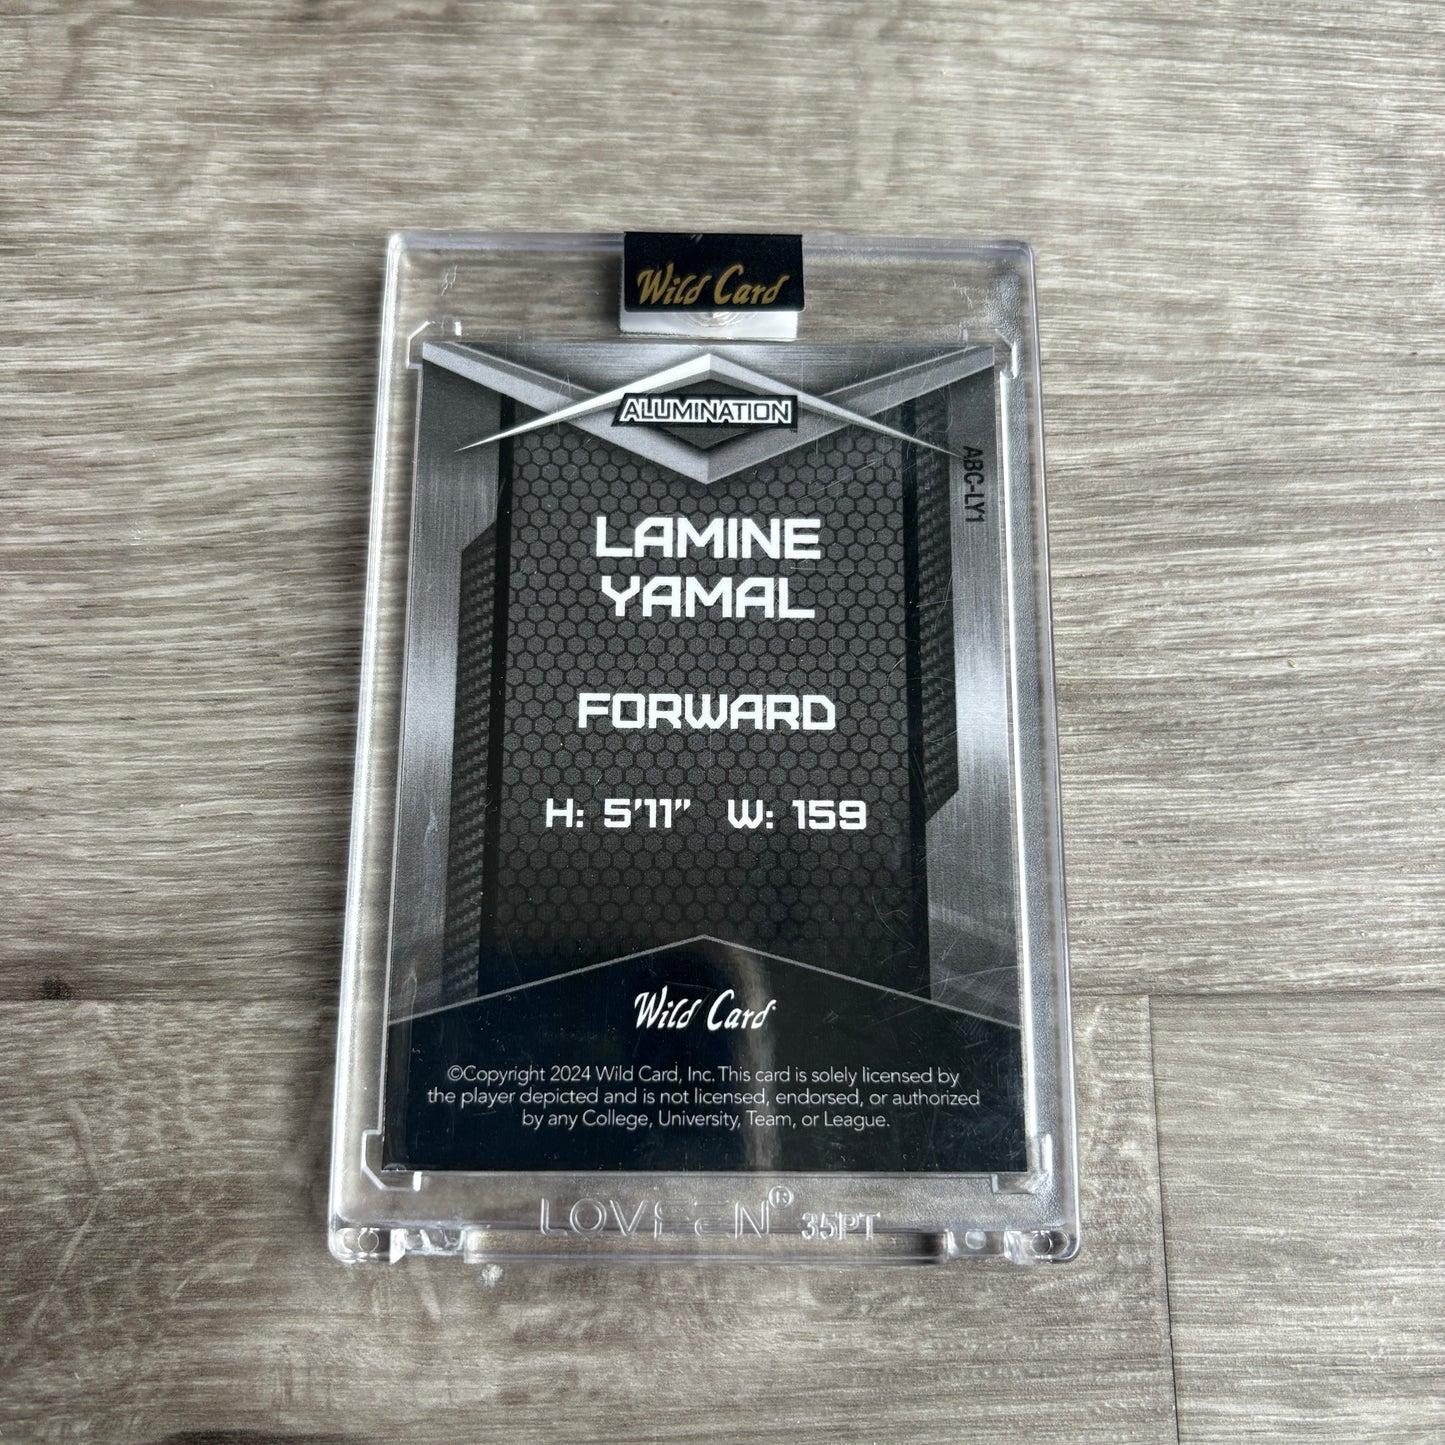 Wild Card
ALUMINATION
ABC-LY1
LAMINE
YAMAL
FORWARD
H: 5'11" W: 159
Wild Card
©Copyright 2024 Wild Card, Inc. This card is solely licensed by
the player depicted and is not licensed, endorsed, or authorized
by any College, University, Team, or League.
® 35PT